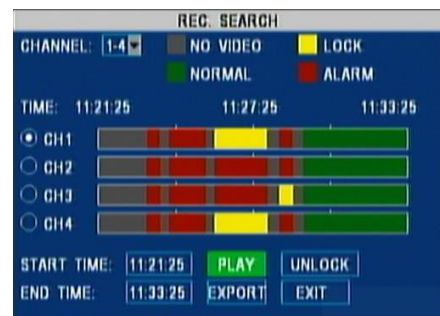 REC. SEARCH
CHANNEL: 1-4 NO VIDEO LOCK
NORMAL ALARM
TIME: 11:21:25 11:27:25 11:33:25
CH1
CH2
CH3
CH4
START TIME: 11:21:25 PLAY UNLOCK
END TIME: 11:33:25 EXPORT EXIT